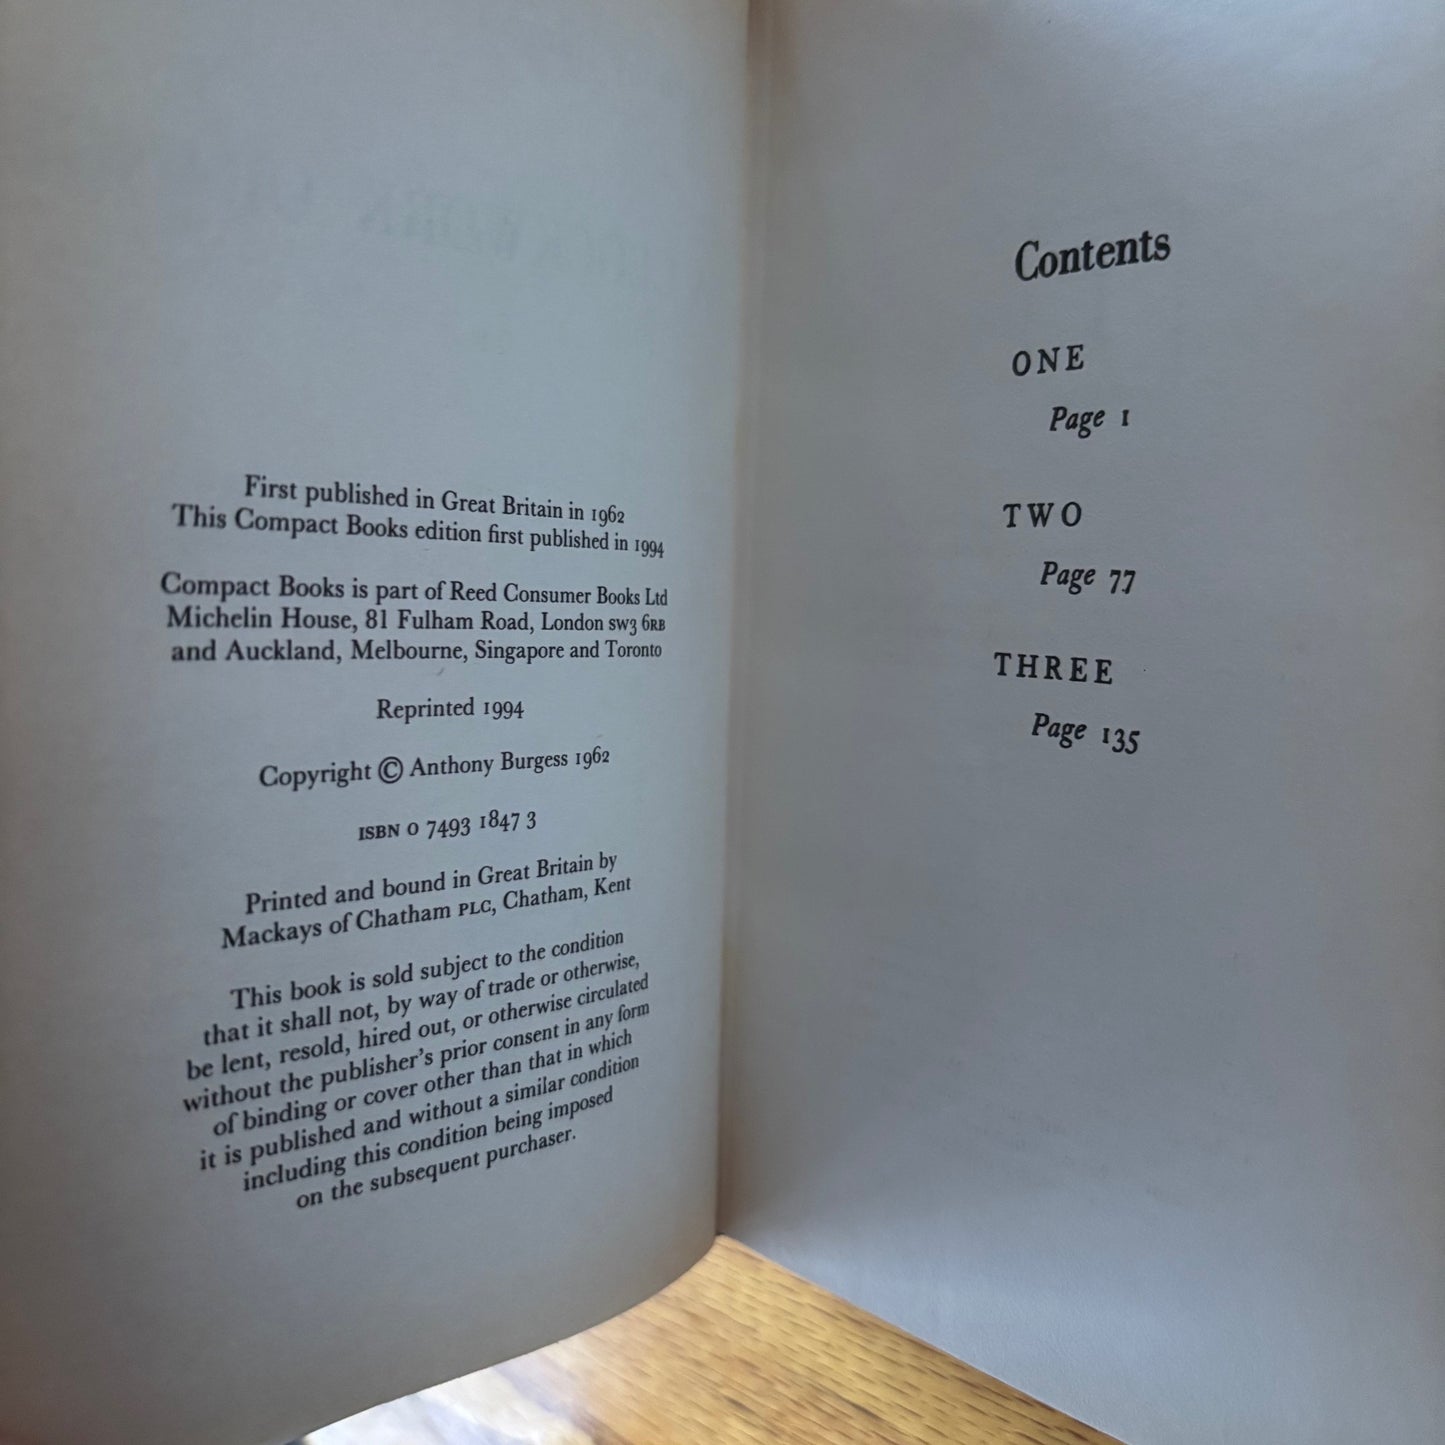 First published in Great Britain in 1962
This Compact Books edition first published in 1994
Compact Books is part of Reed Consumer Books Ltd
Michelin House, 81 Fulham Road, London SW3 6RB
and Auckland, Melbourne, Singapore and Toronto
Reprinted 1994
Copyright © Anthony Burgess 1962
ISBN 0 7493 1847 3
Printed and bound in Great Britain by
Mackays of Chatham PLC, Chatham, Kent
This book is sold subject to the condition
that it shall not, by way of trade or otherwise,
be lent, resold, hired out, or otherwise circulated
without the publisher's prior consent in any form
of binding or cover other than that in which
it is published and without a similar condition
including this condition being imposed
on the subsequent purchaser.
Contents
ONE
Page 1
TWO
Page 77
THREE
Page 135